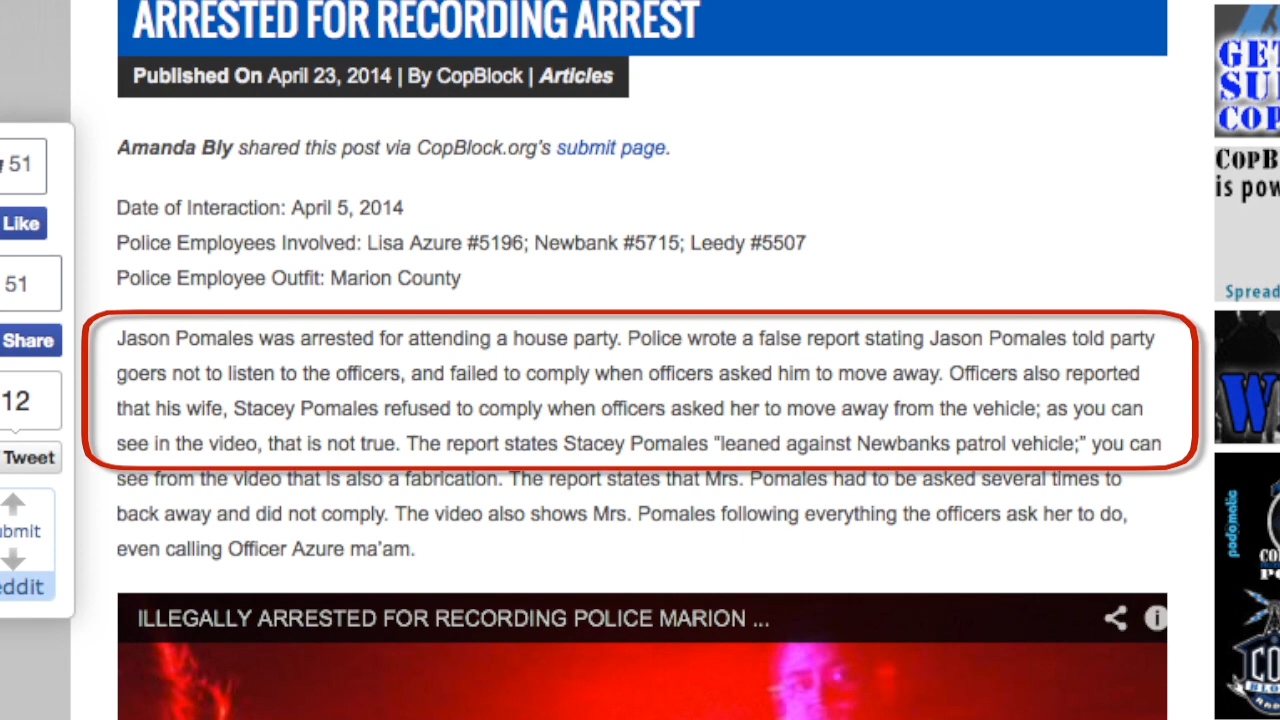 ARRESTED FOR RECORDING ARREST
Published On April 23, 2014 | By CopBlock | Articles
Amanda Bly shared this post via CopBlock.org's submit page.
Date of Interaction: April 5, 2014
Police Employees Involved: Lisa Azure #5196; Newbank #5715; Leedy #5507
Police Employee Outfit: Marion County
Jason Pomales was arrested for attending a house party. Police wrote a false report stating Jason Pomales told party
goers not to listen to the officers, and failed to comply when officers asked him to move away. Officers also reported
that his wife, Stacey Pomales refused to comply when officers asked her to move away from the vehicle; as you can
see in the video, that is not true. The report states Stacey Pomales “leaned against Newbanks patrol vehicle;” you can
see from the video that is also a fabrication. The report states that Mrs. Pomales had to be asked several times to
back away and did not comply. The video also shows Mrs. Pomales following everything the officers ask her to do,
even calling Officer Azure ma'am.
ILLEGALLY ARRESTED FOR RECORDING POLICE MARION ...
51
Like
51
Share
12
Tweet
ubmit
eddit
GET
SU
COP
COPB
is pow
Spread
W
podomatic
CO